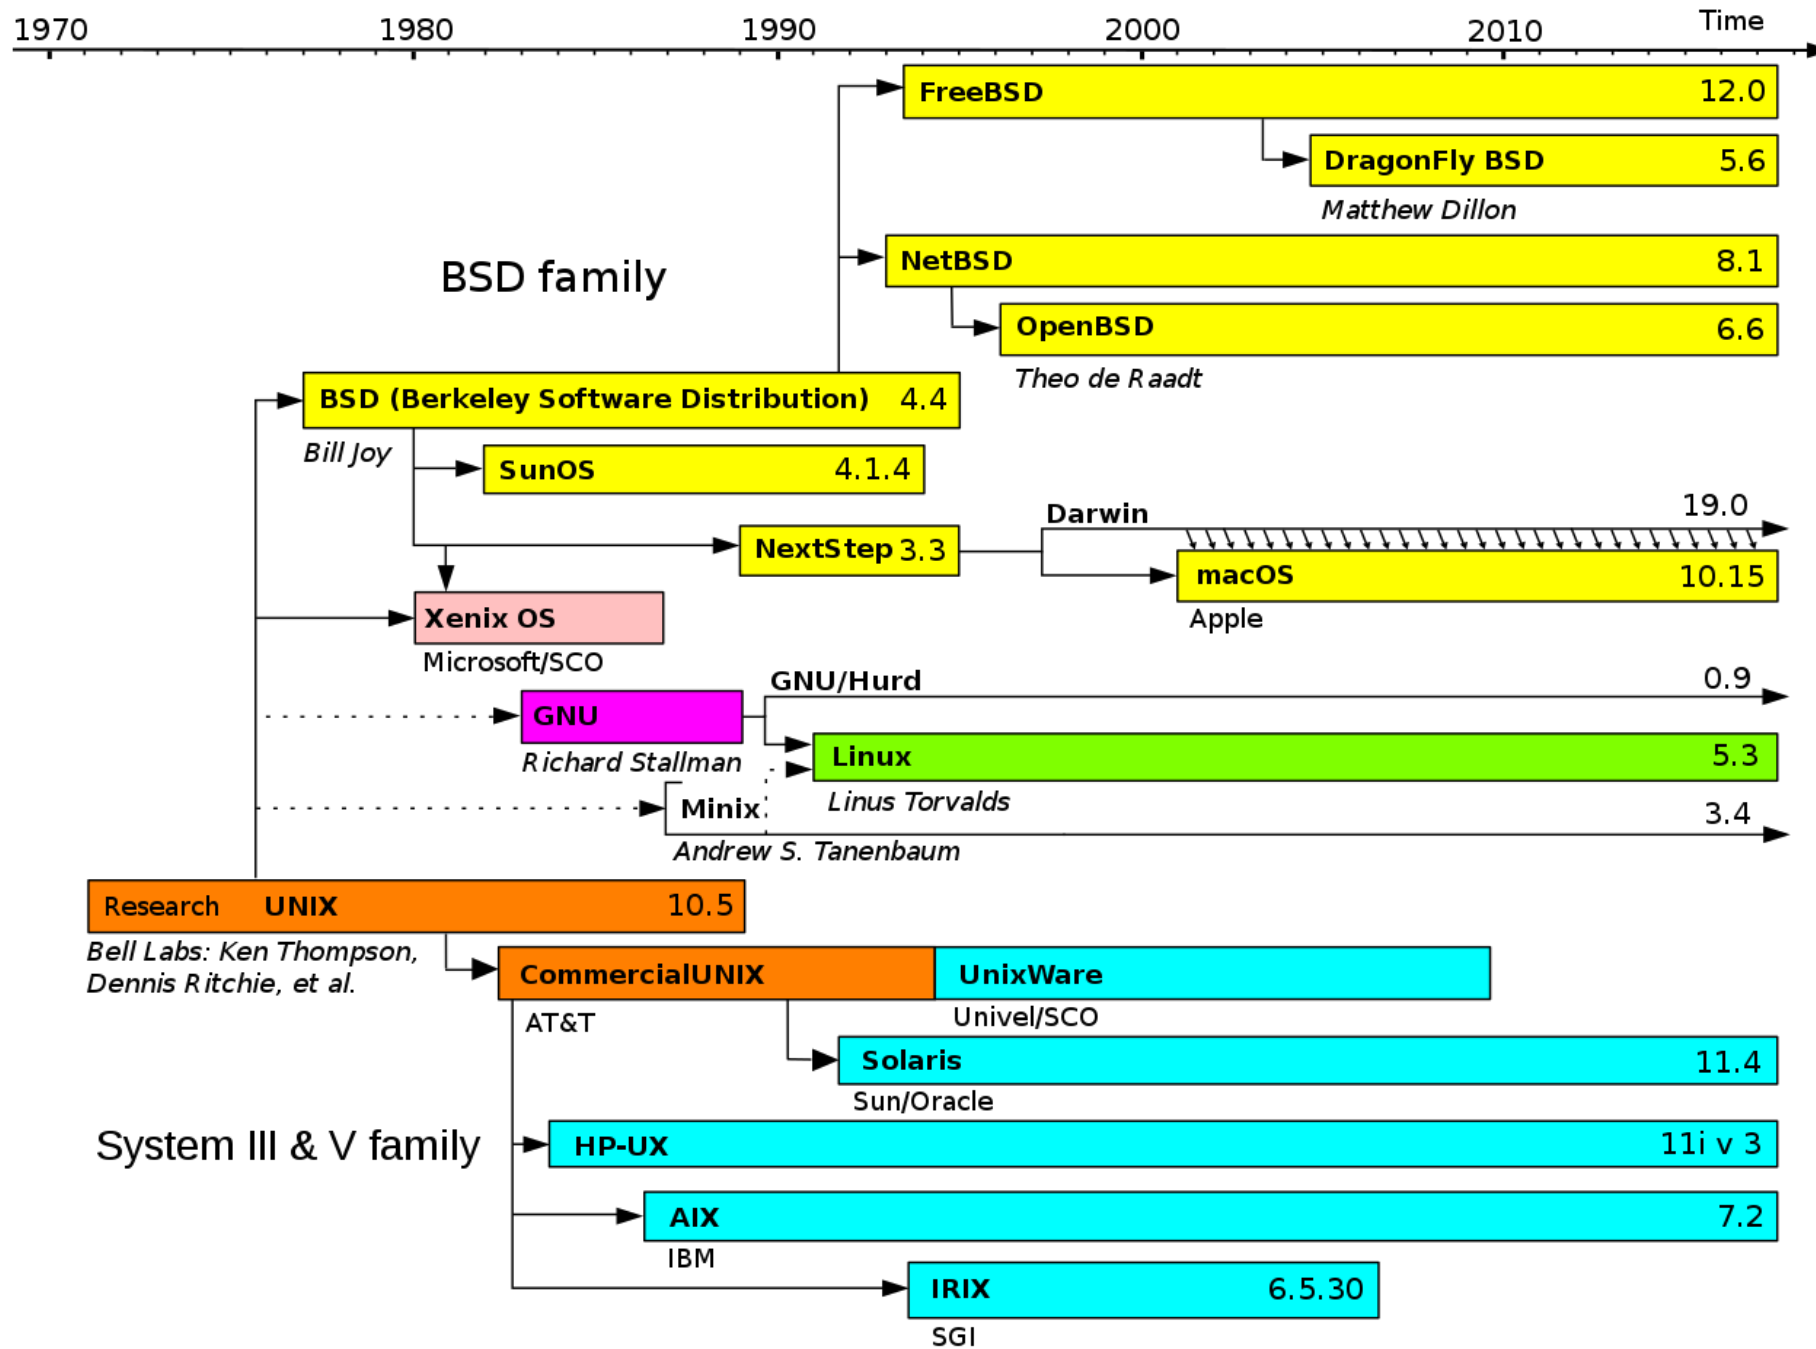 1970 1980 1990 2000 2010 Time
FreeBSD 12.0
DragonFly BSD 5.6
Matthew Dillon
NetBSD 8.1
BSD family
OpenBSD 6.6
Theo de Raadt
BSD (Berkeley Software Distribution) 4.4
Bill Joy
SunOS 4.1.4
Darwin 19.0
NextStep 3.3
macOS 10.15
Apple
Xenix OS
Microsoft/SCO
GNU/Hurd 0.9
GNU
Richard Stallman
Linux 5.3
Linus Torvalds
Minix 3.4
Andrew S. Tanenbaum
Research UNIX 10.5
Bell Labs: Ken Thompson,
Dennis Ritchie, et al.
CommercialUNIX UnixWare
AT&T Univel/SCO
Solaris 11.4
Sun/Oracle
System III & V family
HP-UX 11i v 3
AIX 7.2
IBM
IRIX 6.5.30
SGI